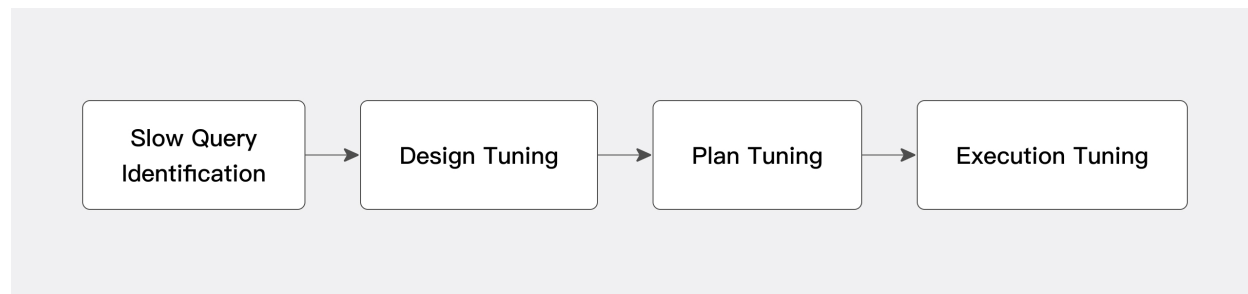 Slow Query
Identification
Design Tuning
Plan Tuning
Execution Tuning